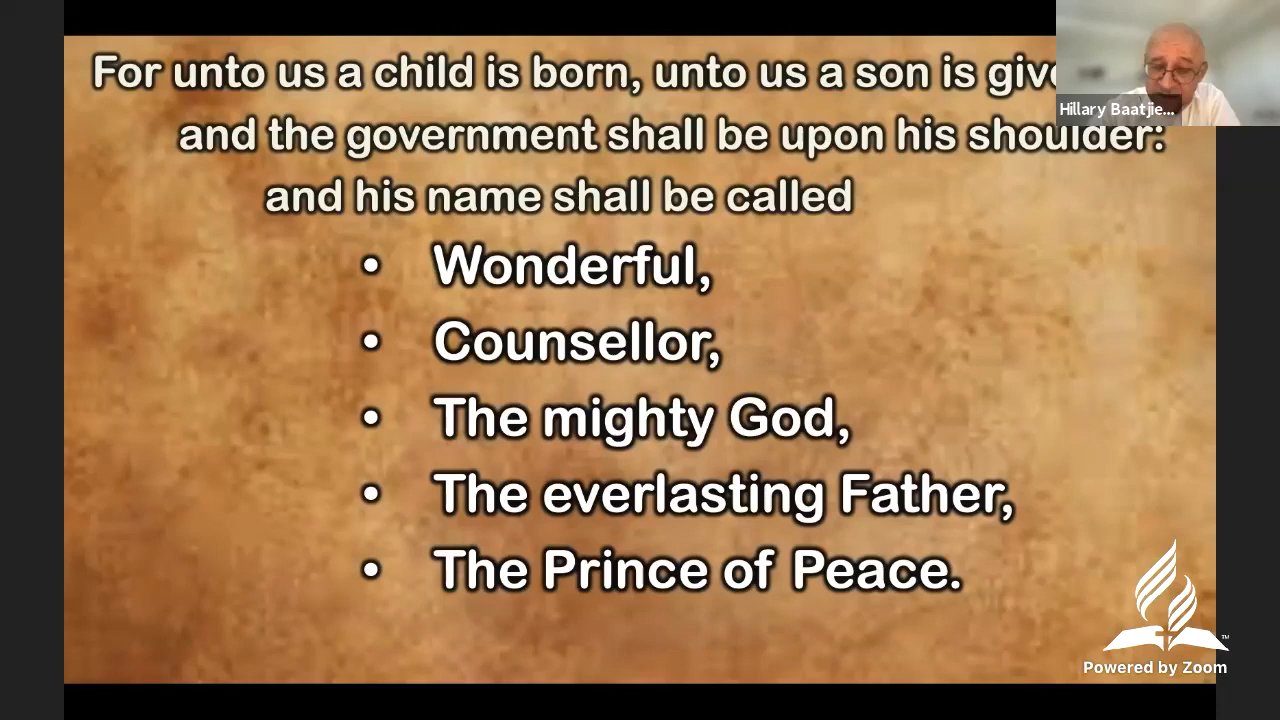 For unto us a child is born, unto us a son is give
Hillary Baatjie...
and the government shall be upon his shoulder:
and his name shall be called
• Wonderful,
• Counsellor,
• The mighty God,
• The everlasting Father,
• The Prince of Peace.
TM
Powered by Zoom